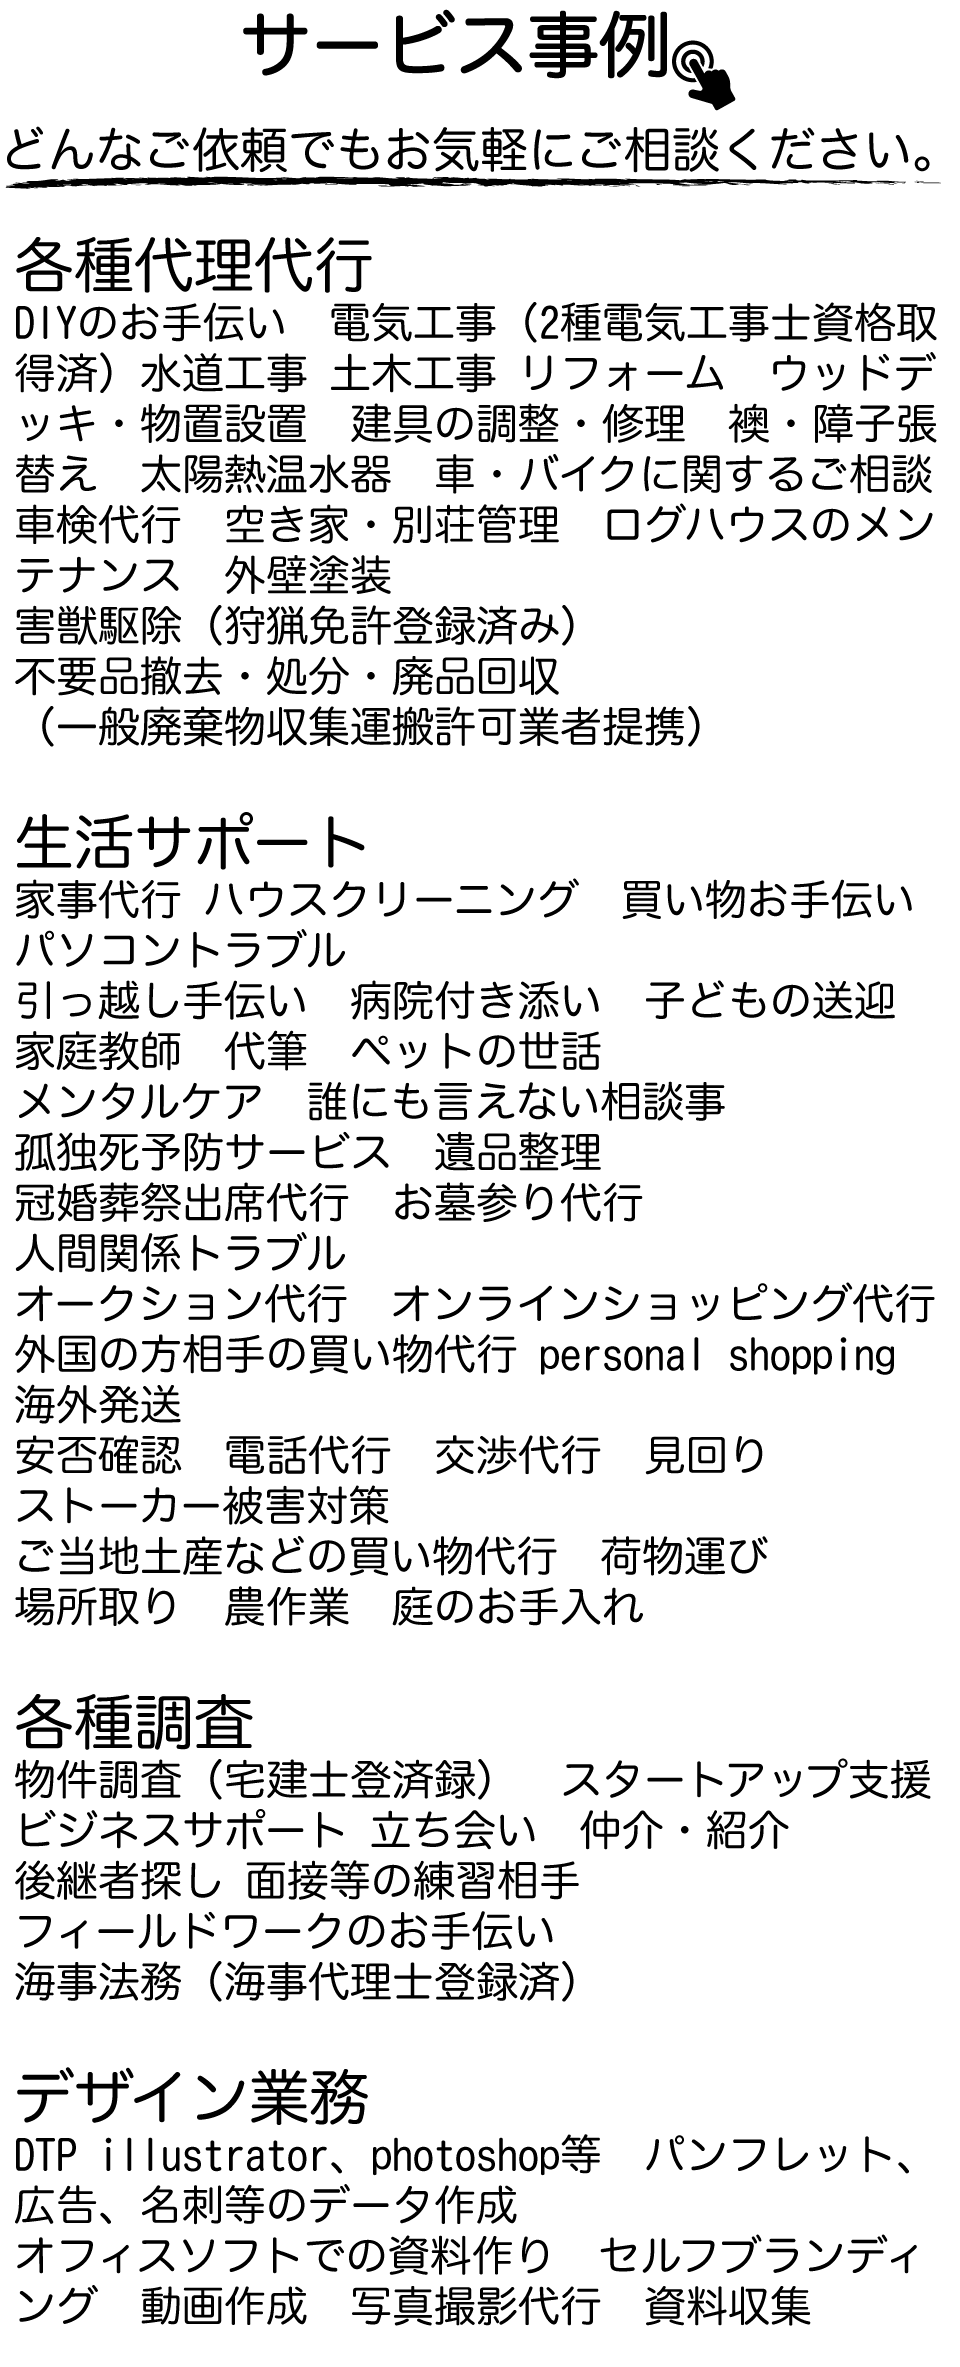 サービス事例
どんなご依頼でもお気軽にご相談ください。
各種代理代行
DIYのお手伝い　電気工事（2種電気工事士資格取
得済）水道工事 土木工事 リフォーム　ウッドデ
ッキ・物置設置　建具の調整・修理　襖・障子張
替え　太陽熱温水器　車・バイクに関するご相談
車検代行　空き家・別荘管理　ログハウスのメン
テナンス　外壁塗装
害獣駆除（狩猟免許登録済み）
不要品撤去・処分・廃品回収
（一般廃棄物収集運搬許可業者提携）
生活サポート
家事代行 ハウスクリーニング　買い物お手伝い
パソコントラブル
引っ越し手伝い　病院付き添い　子どもの送迎
家庭教師　代筆　ペットの世話
メンタルケア　誰にも言えない相談事
孤独死予防サービス　遺品整理
冠婚葬祭出席代行　お墓参り代行
人間関係トラブル
オークション代行　オンラインショッピング代行
外国の方相手の買い物代行 personal shopping
海外発送
安否確認　電話代行　交渉代行　見回り
ストーカー被害対策
ご当地土産などの買い物代行　荷物運び
場所取り　農作業　庭のお手入れ
各種調査
物件調査（宅建士登済録）　スタートアップ支援
ビジネスサポート 立ち会い　仲介・紹介
後継者探し 面接等の練習相手
フィールドワークのお手伝い
海事法務（海事代理士登録済）
デザイン業務
DTP illustrator、photoshop等　パンフレット、
広告、名刺等のデータ作成
オフィスソフトでの資料作り　セルフブランディ
ング　動画作成　写真撮影代行　資料収集